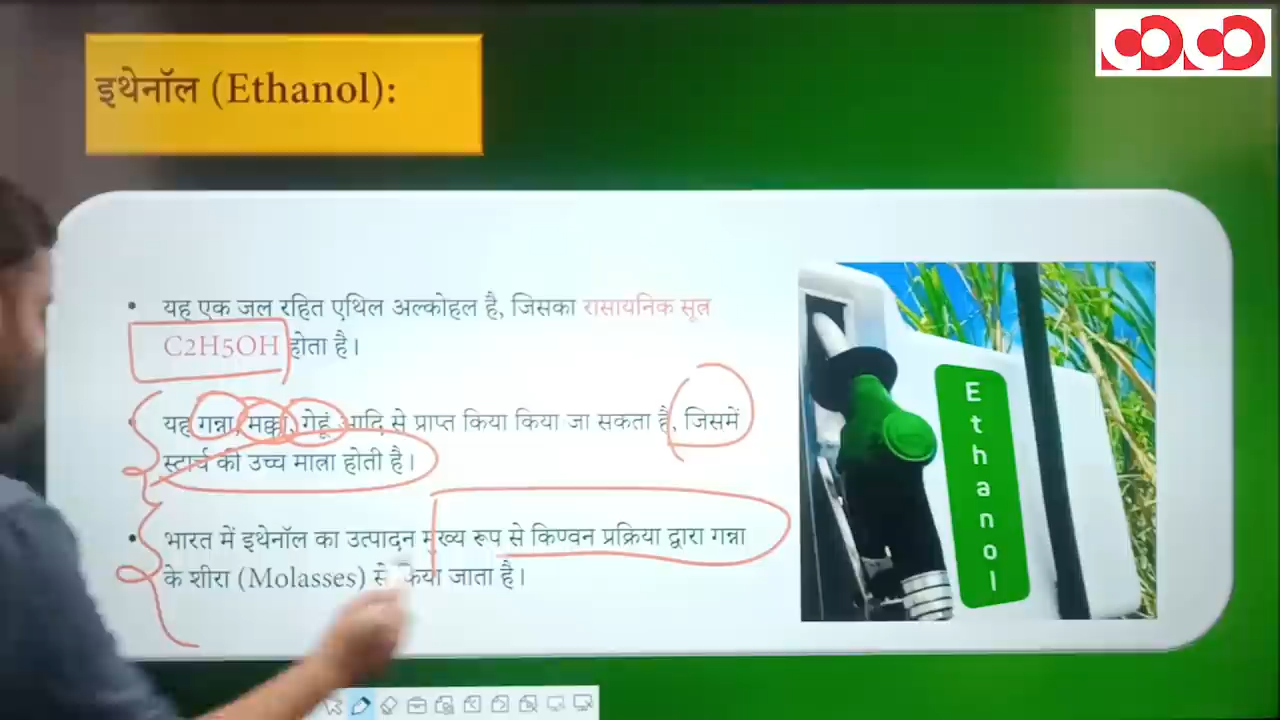 इथेनॉल (Ethanol):
यह एक जल रहित एथिल अल्कोहल है, जिसका रासायनिक सूत्र
C2H5OH होता है।
यह गन्ना, मक्का, गेहूं आदि से प्राप्त किया किया जा सकता है, जिसमें
स्टार्च की उच्च मात्रा होती है।
भारत में इथेनॉल का उत्पादन मुख्य रूप से किण्वन प्रक्रिया द्वारा गन्ना
के शीरा (Molasses) से किया जाता है।
Ethanol